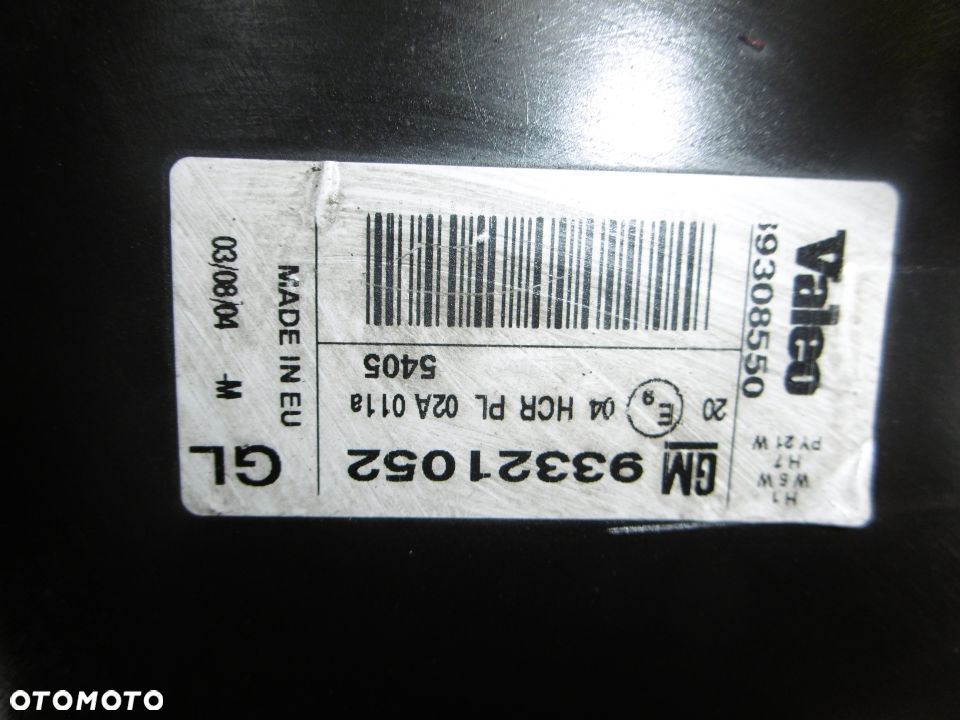 Valeo
89308550
H1
W5W
H7
PY21W
GM 93321052
20 E9 04 HCR PL 02A 011a
5405
GL
MADE IN EU
03/08/04 -M
OTOMOTO